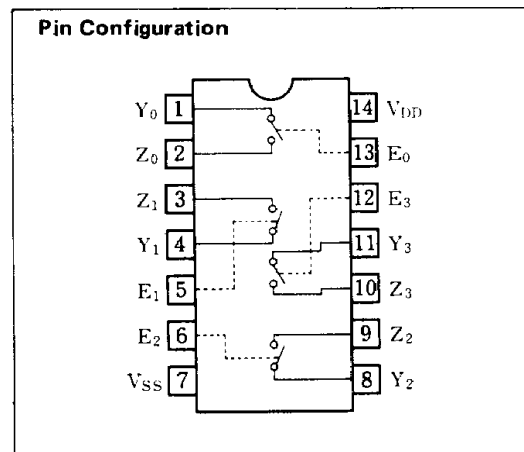 Pin Configuration
Y0 1 14 VDD
Z0 2 13 E0
Z1 3 12 E3
Y1 4 11 Y3
E1 5 10 Z3
E2 6 9 Z2
VSS 7 8 Y2